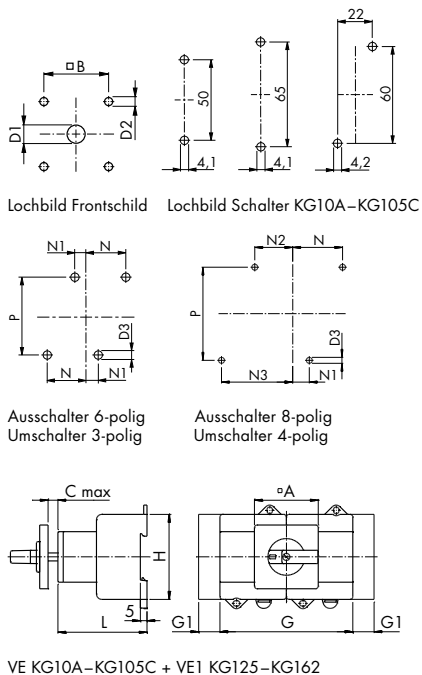 □B
D1
D2
50
4,1
65
4,1
22
60
4,2
Lochbild Frontschild
Lochbild Schalter KG10A–KG105C
N1
N
P
D3
N
N1
N2
N
P
D3
N3
N1
Ausschalter 6-polig
Umschalter 3-polig
Ausschalter 8-polig
Umschalter 4-polig
C max
H
5
L
□A
G1
G
G1
VE KG10A–KG105C + VE1 KG125–KG162